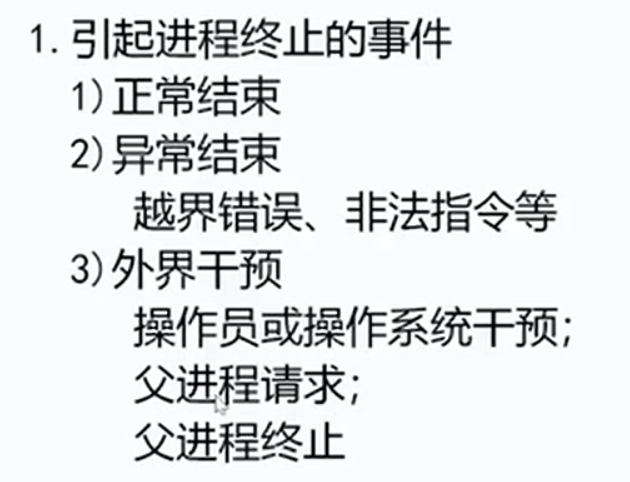 1.引起进程终止的事件
1)正常结束
2)异常结束
越界错误、非法指令等
3)外界干预
操作员或操作系统干预;
父进程请求;
父进程终止